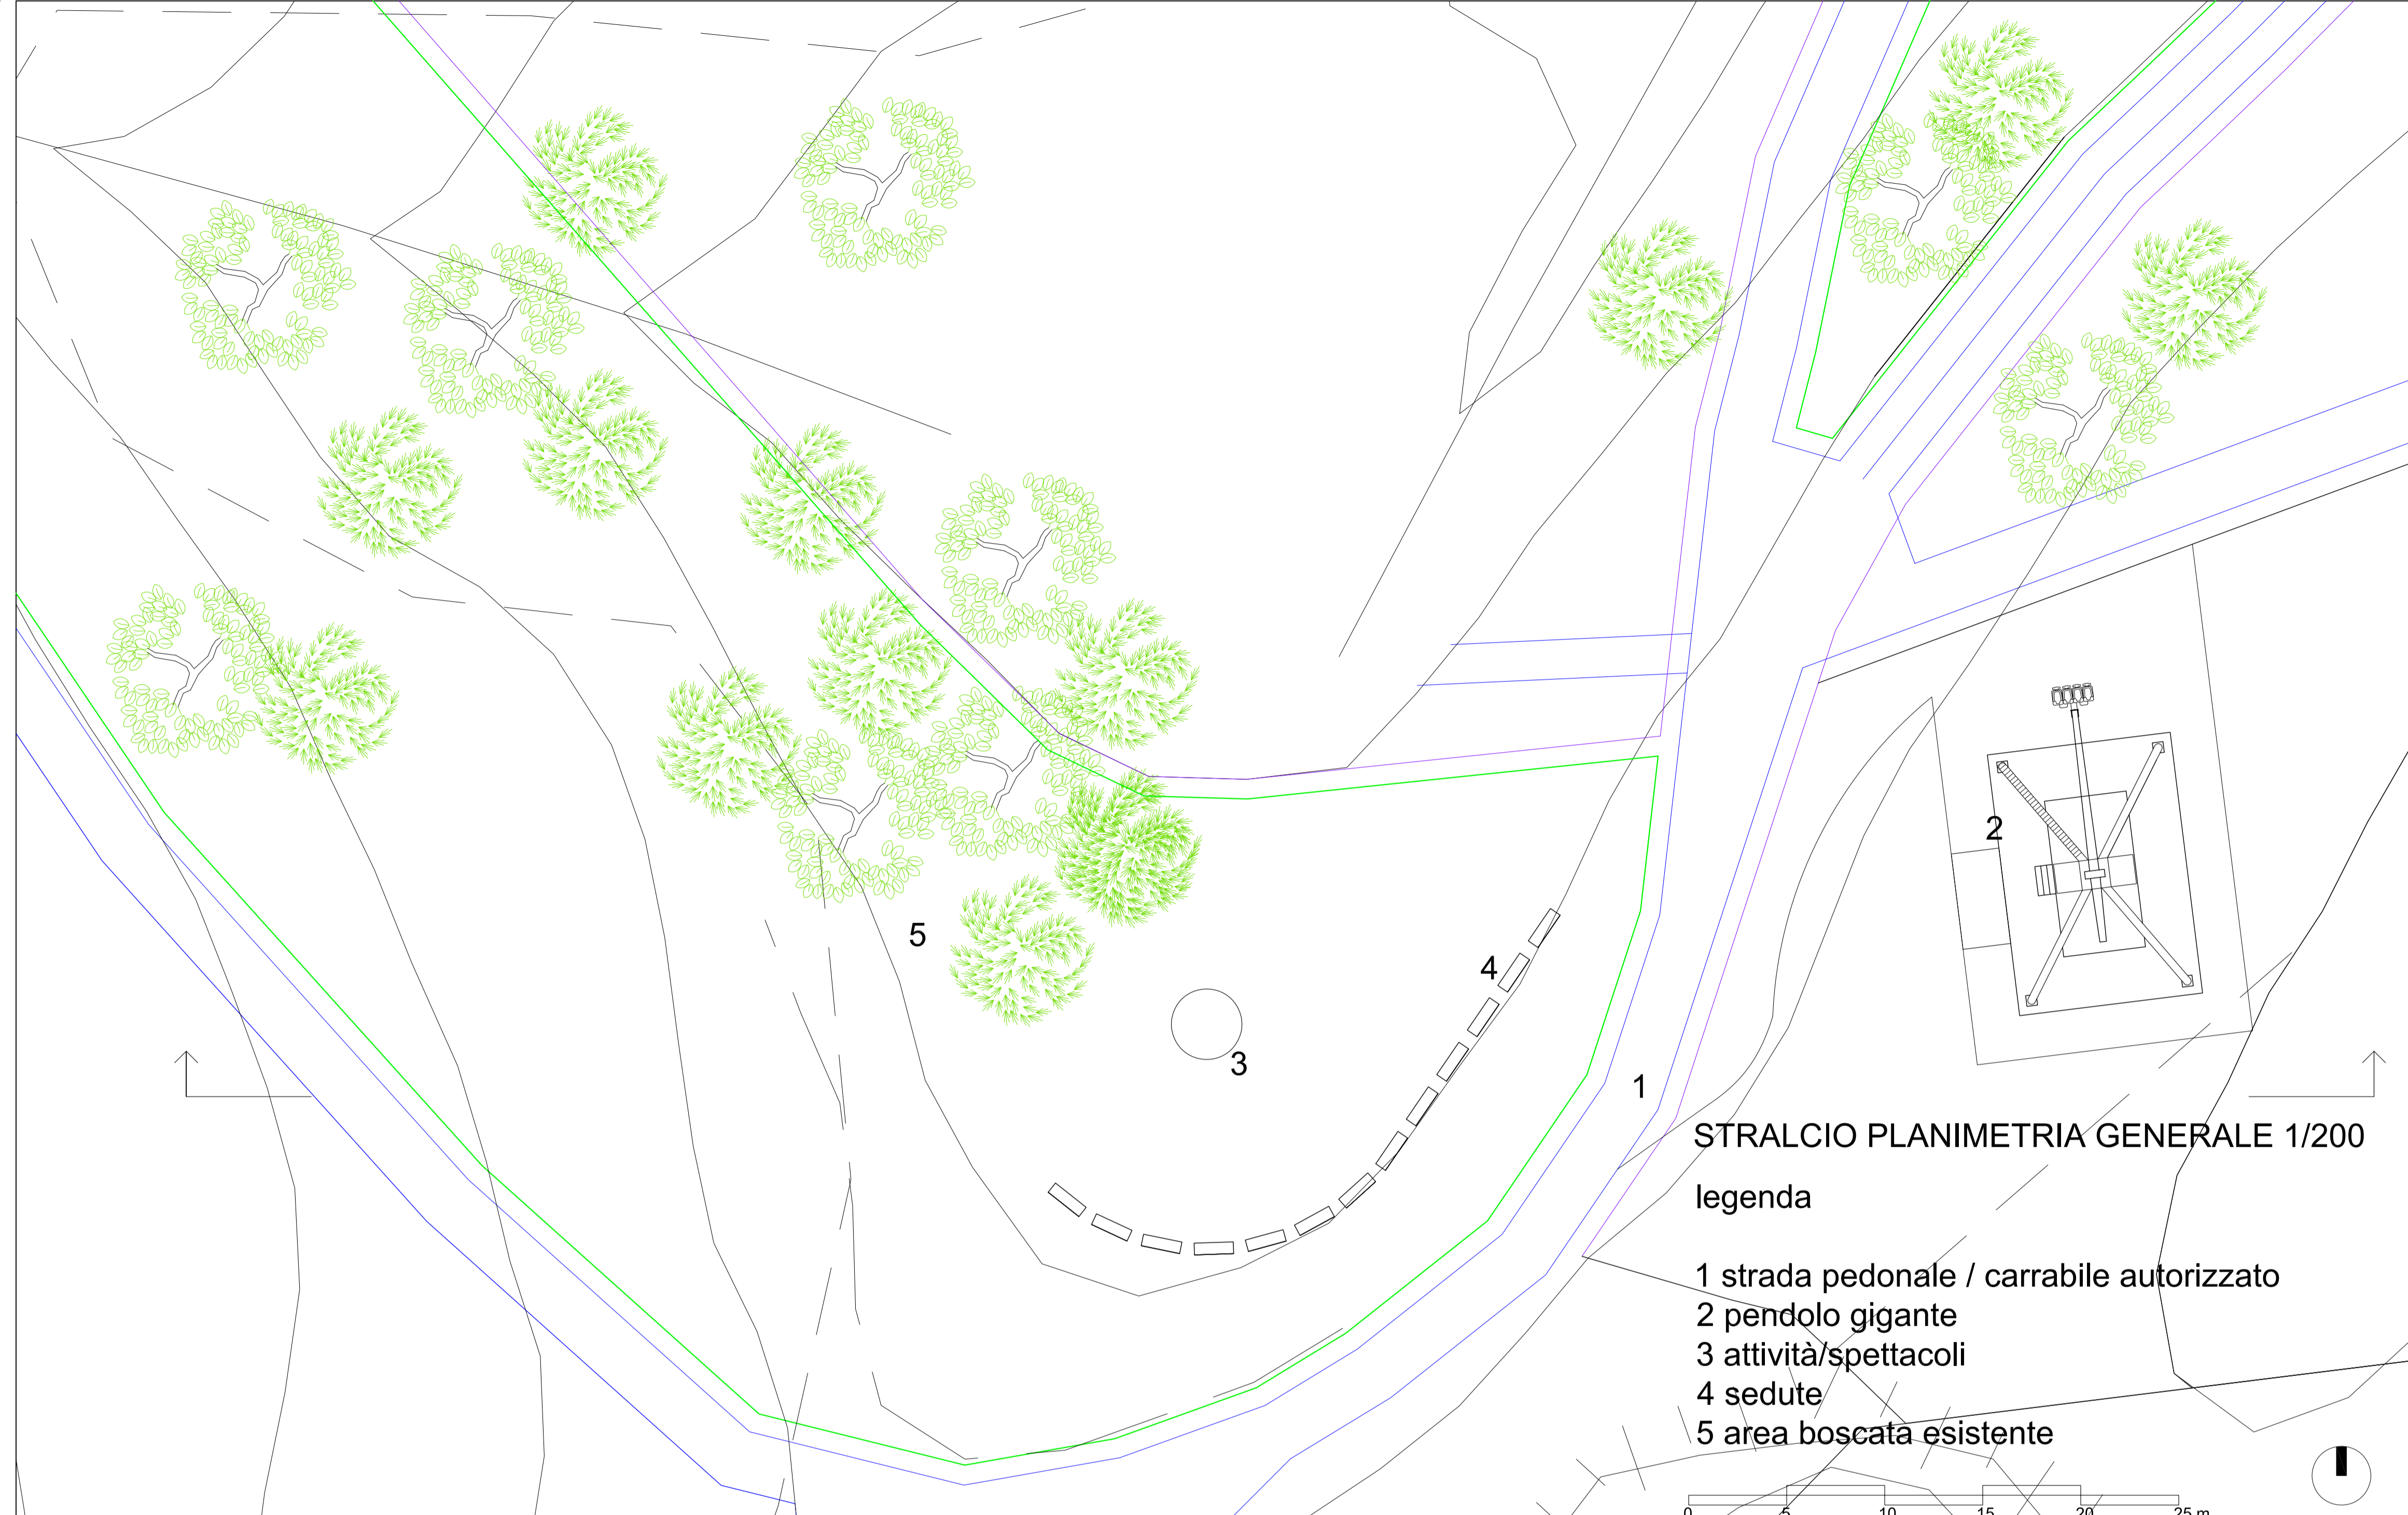 2
5
4
3
1
STRALCIO PLANIMETRIA GENERALE 1/200
legenda
1 strada pedonale / carrabile autorizzato
2 pendolo gigante
3 attività/spettacoli
4 sedute
5 area boscata esistente
0 5 10 15 20 25 m